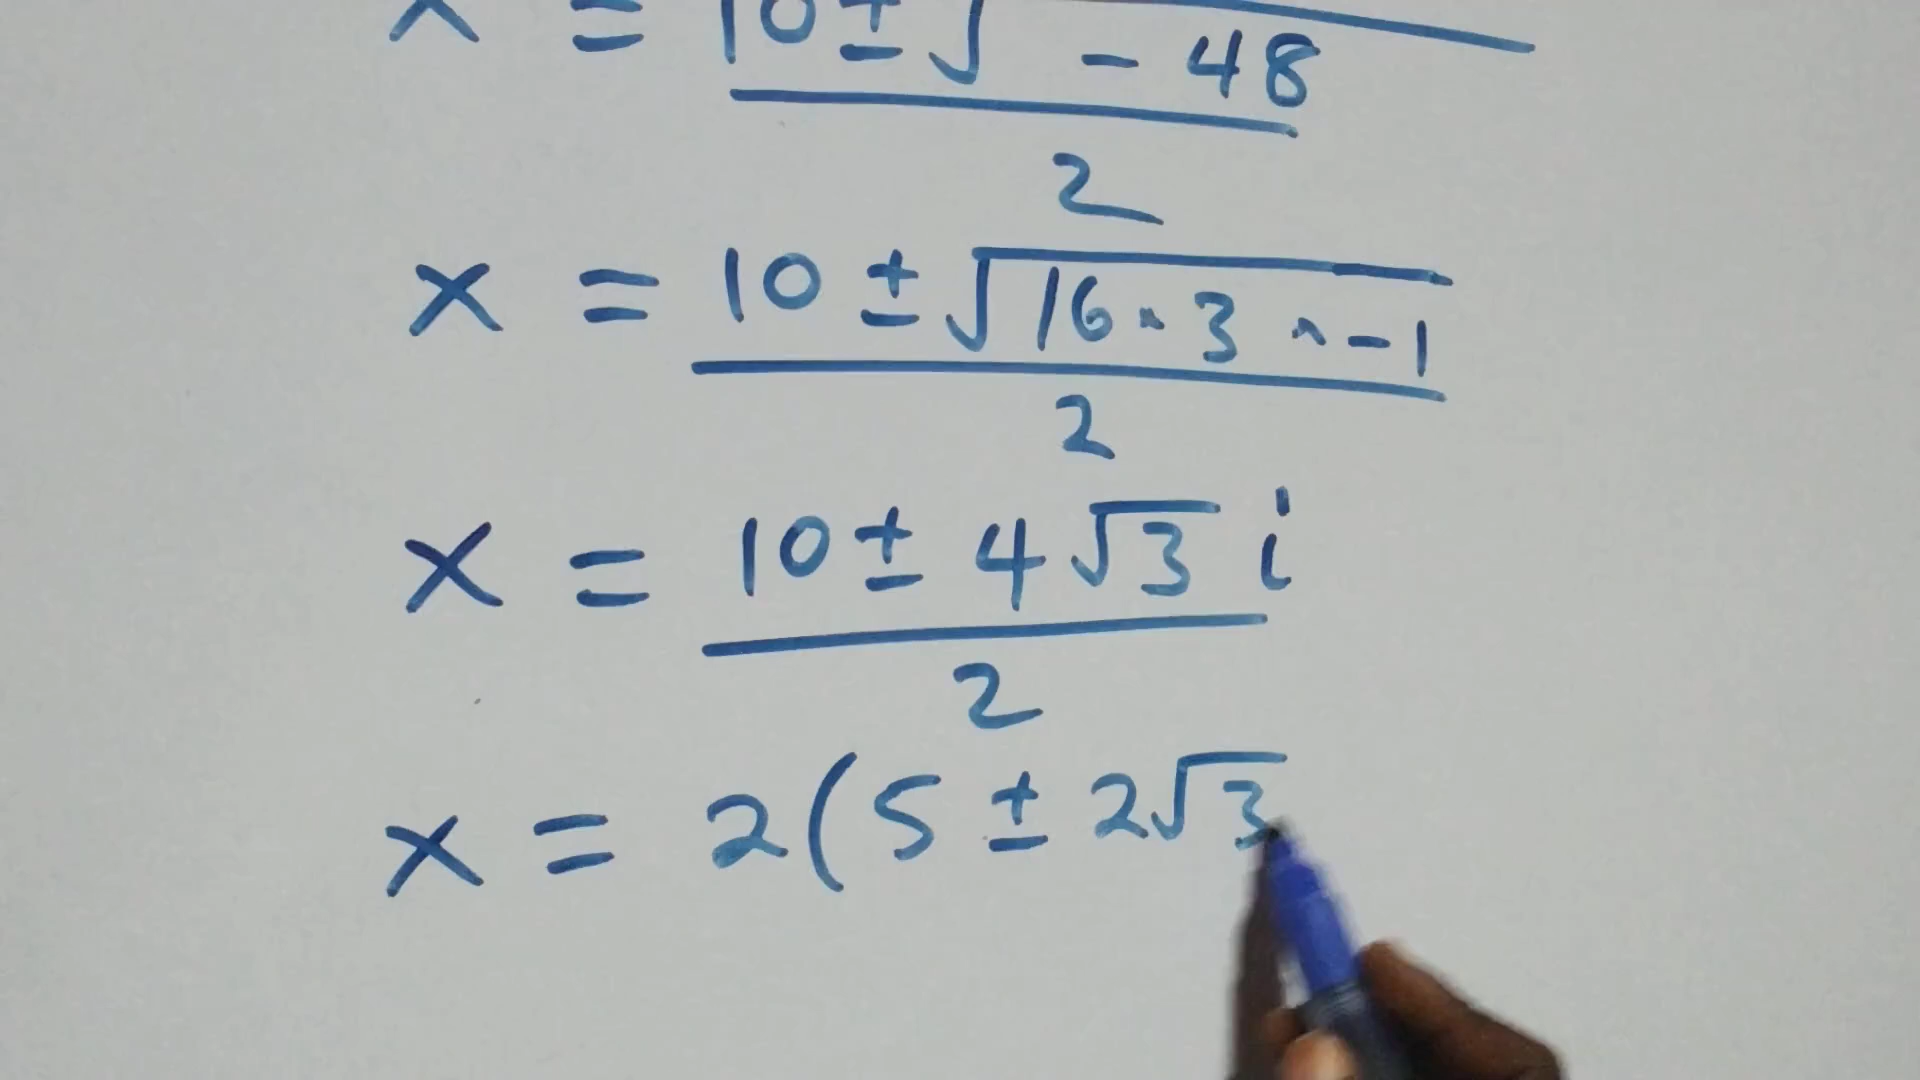 x = 10 ± √ - 48
2
x = 10 ± √16 × 3 × -1
2
x = 10 ± 4√3 i
2
x = 2(5 ± 2√3